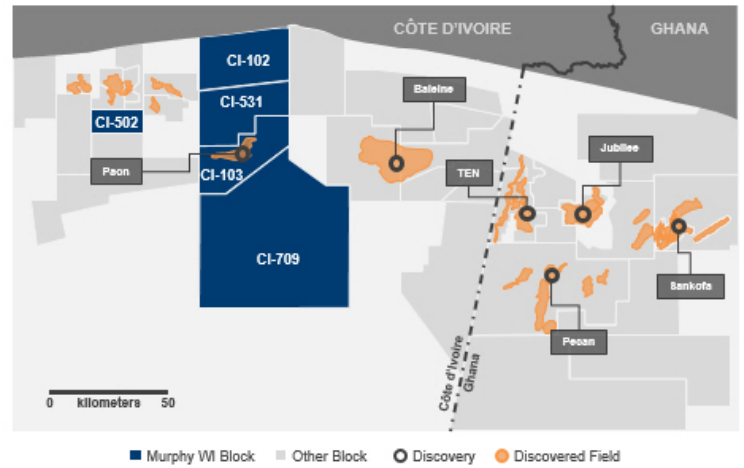 CÔTE D'IVOIRE
GHANA
CI-102
Baleine
CI-531
CI-502
Jubilee
Paon
TEN
CI-103
CI-709
Sankofa
Pecan
Côte d'Ivoire
Ghana
0 kilometers 50
Murphy WI Block
Other Block
Discovery
Discovered Field